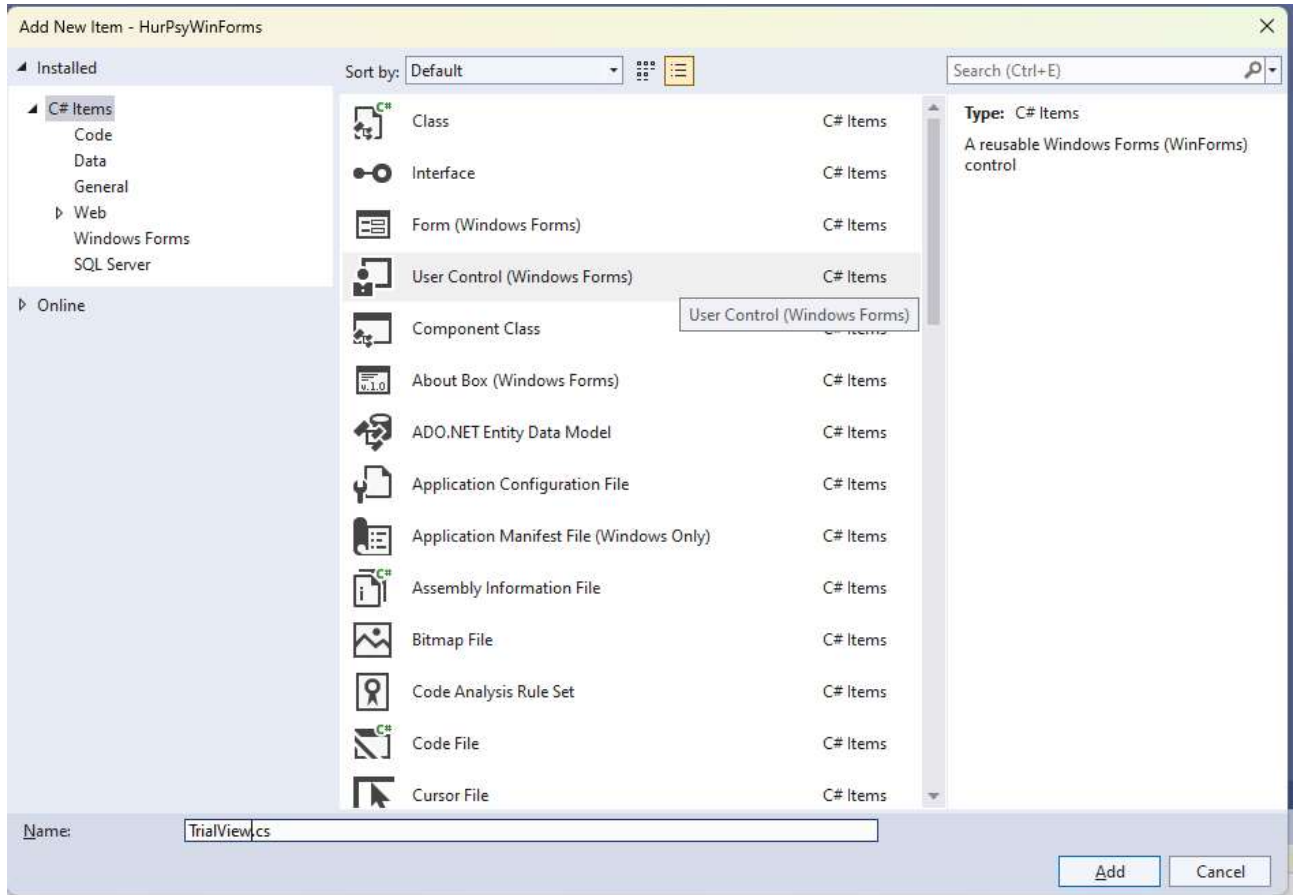 Add New Item - HurPsyWinForms
Installed
Sort by: Default
Search (Ctrl+E)
C# Items
Code
Data
General
Web
Windows Forms
SQL Server
Online
C#
Class C# Items
Interface C# Items
Form (Windows Forms) C# Items
User Control (Windows Forms) C# Items
User Control (Windows Forms)
Component Class C# Items
v.1.0
About Box (Windows Forms) C# Items
ADO.NET Entity Data Model C# Items
Application Configuration File C# Items
Application Manifest File (Windows Only) C# Items
C#
Assembly Information File C# Items
Bitmap File C# Items
Code Analysis Rule Set C# Items
C#
Code File C# Items
Cursor File C# Items
Type: C# Items
A reusable Windows Forms (WinForms)
control
Name: TrialView.cs
Add Cancel